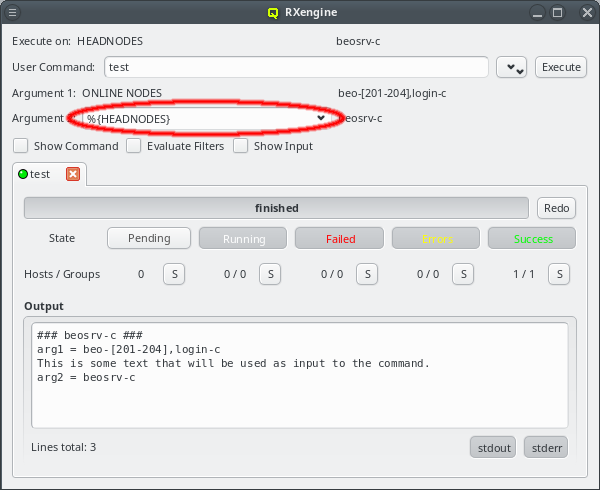 RXengine
Execute on: HEADNODES beosrv-c
User Command: test Execute
Argument 1: ONLINE NODES beo-[201-204],login-c
Argument %{HEADNODES} beosrv-c
Show Command Evaluate Filters Show Input
test
finished Redo
State Pending Running Failed Errors Success
Hosts / Groups 0 S 0 / 0 S 0 / 0 S 0 / 0 S 1 / 1 S
Output
### beosrv-c ###
arg1 = beo-[201-204],login-c
This is some text that will be used as input to the command.
arg2 = beosrv-c
Lines total: 3 stdout stderr